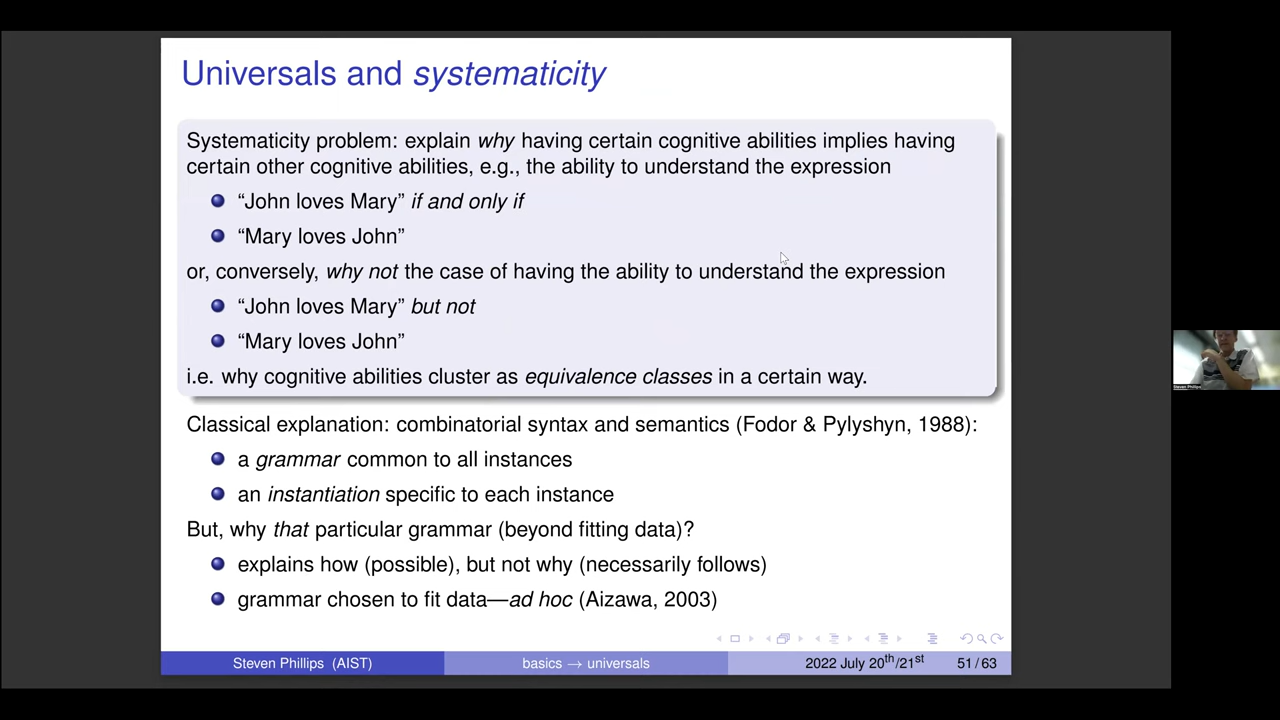 Universals and systematicity
Systematicity problem: explain why having certain cognitive abilities implies having
certain other cognitive abilities, e.g., the ability to understand the expression
“John loves Mary” if and only if
“Mary loves John”
or, conversely, why not the case of having the ability to understand the expression
“John loves Mary” but not
“Mary loves John”
i.e. why cognitive abilities cluster as equivalence classes in a certain way.
Classical explanation: combinatorial syntax and semantics (Fodor & Pylyshyn, 1988):
a grammar common to all instances
an instantiation specific to each instance
But, why that particular grammar (beyond fitting data)?
explains how (possible), but not why (necessarily follows)
grammar chosen to fit data—ad hoc (Aizawa, 2003)
Steven Phillips (AIST) basics → universals 2022 July 20th/21st 51 / 63
Steven Phillips